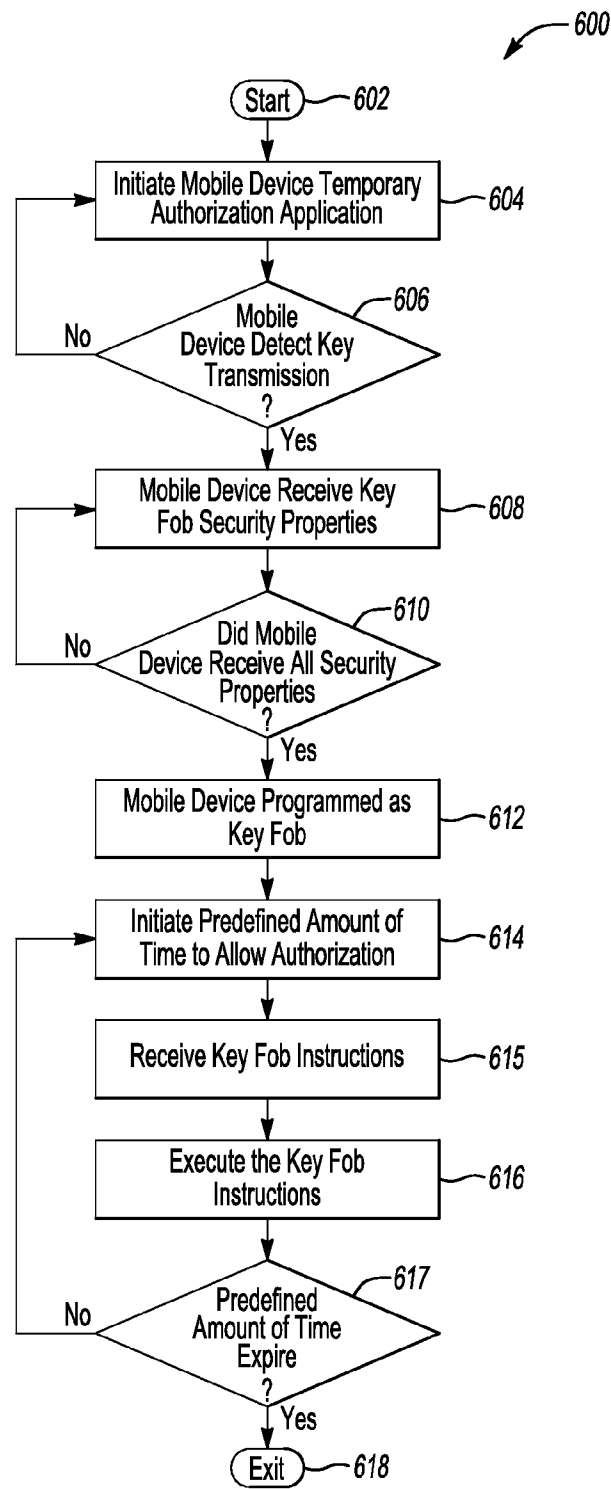 600
Start
602
Initiate Mobile Device Temporary
Authorization Application
604
606
Mobile
Device Detect Key
Transmission
?
No
Yes
Mobile Device Receive Key
Fob Security Properties
608
610
Did Mobile
Device Receive All Security
Properties
?
No
Yes
Mobile Device Programmed as
Key Fob
612
Initiate Predefined Amount of
Time to Allow Authorization
614
Receive Key Fob Instructions
615
Execute the Key Fob
Instructions
616
617
Predefined
Amount of Time
Expire
?
No
Yes
Exit
618